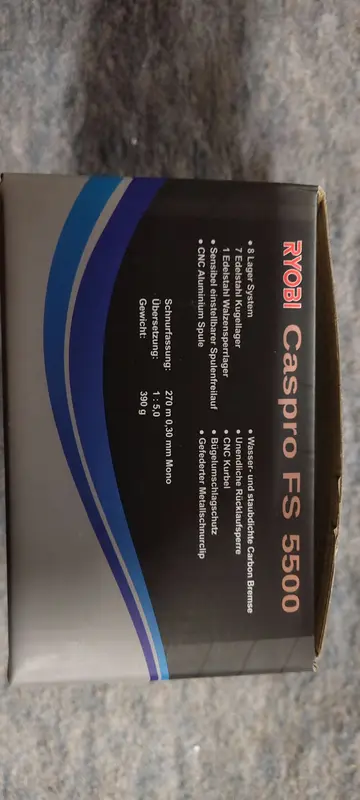 RYOBI Caspro FS 5500
• 8 Lager System
7 Edelstahl Kugellager
1 Edelstahl Walzensperrlager
• Sensibel einstellbarer Spulenfreilauf
• CNC Aluminium Spule
• Wasser- und staubdichte Carbon Bremse
• Unendliche Rücklaufsperre
• CNC Kurbel
• Bügelumschlagschutz
• Gefederter Metallschnurclip
Schnurfassung: 270 m 0,30 mm Mono
Übersetzung: 1 : 5,0
Gewicht: 390 g